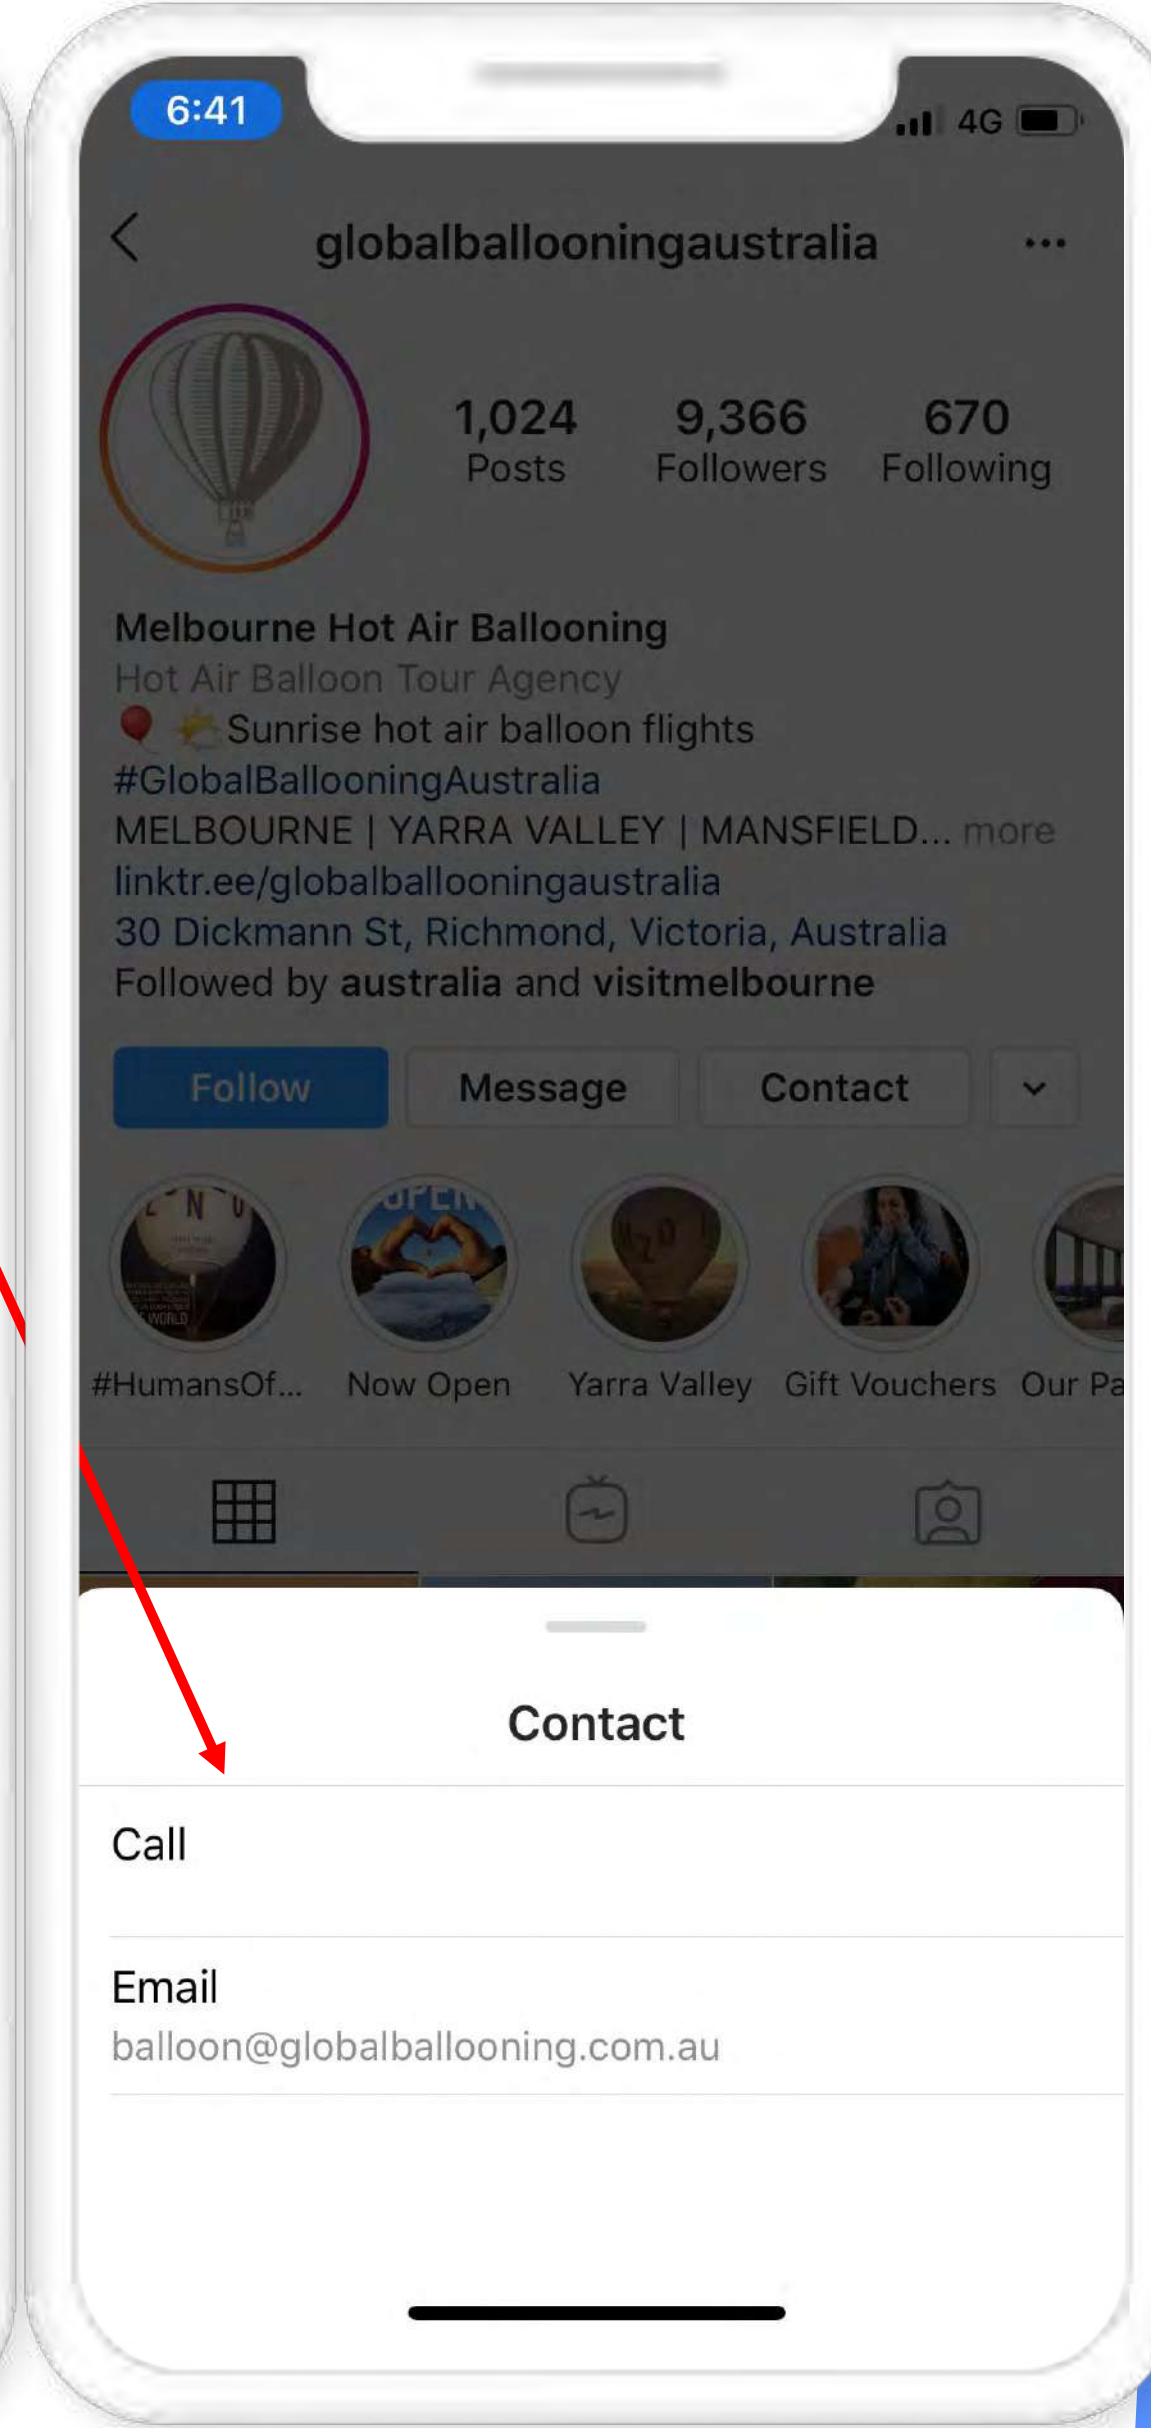 6:41
4G
globalballooningaustralia
1,024 9,366 670
Posts Followers Following
Melbourne Hot Air Ballooning
Hot Air Balloon Tour Agency
🎈 🌤️Sunrise hot air balloon flights
#GlobalBallooningAustralia
MELBOURNE | YARRA VALLEY | MANSFIELD... more
linktr.ee/globalballooningaustralia
30 Dickmann St, Richmond, Victoria, Australia
Followed by australia and visitmelbourne
Follow Message Contact
OPEN
WORLD
#HumansOf... Now Open Yarra Valley Gift Vouchers Our Pa
Contact
Call
Email
balloon@globalballooning.com.au